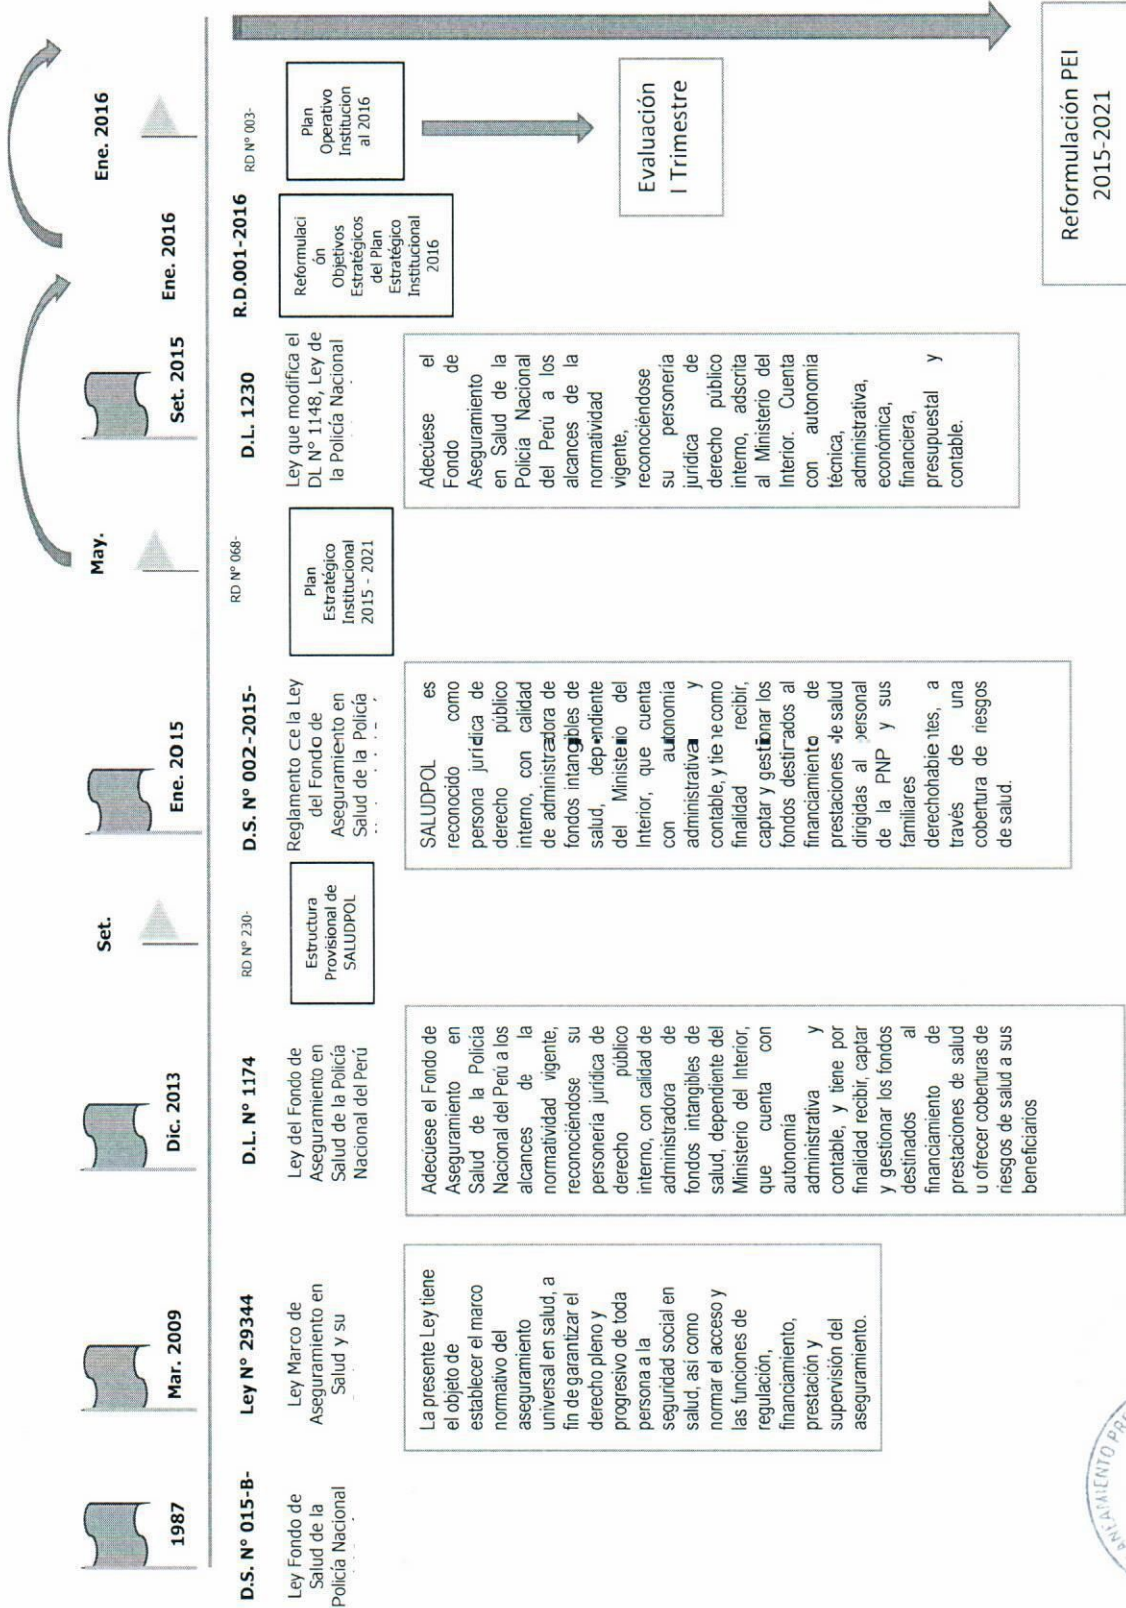 1987
Mar. 2009
Dic. 2013
Set.
Ene. 2015
May.
Set. 2015
Ene. 2016
Ene. 2016
D.S. N° 015-B-
Ley Fondo de
Salud de la
Policía Nacional
Ley N° 29344
Ley Marco de
Aseguramiento en
Salud y su
La presente Ley tiene
el objeto de
establecer el marco
normativo del
aseguramiento
universal en salud, a
fin de garantizar el
derecho pleno y
progresivo de toda
persona a la
seguridad social en
salud, así como
normar el acceso y
las funciones de
regulación,
financiamiento,
prestación y
supervisión del
aseguramiento.
D.L. N° 1174
Ley del Fondo de
Aseguramiento en
Salud de la Policía
Nacional del Perú
Adecúese el Fondo de
Aseguramiento en
Salud de la Policía
Nacional del Perú a los
alcances de la
normatividad vigente,
reconociéndose su
personería jurídica de
derecho público
interno, con calidad de
administradora de
fondos intangibles de
salud, dependiente del
Ministerio del Interior,
que cuenta con
autonomía
administrativa y
contable, y tiene por
finalidad recibir, captar
y gestionar los fondos
destinados al
financiamiento de
prestaciones de salud
u ofrecer coberturas de
riesgos de salud a sus
beneficiarios
RD N° 230-
Estructura
Provisional de
SALUDPOL
D.S. N° 002-2015-
Reglamento de la Ley
del Fondo de
Aseguramiento en
Salud de la Policía
SALUDPOL es
reconocido como
persona jurídica de
derecho público
interno, con calidad
de administradora de
fondos intangibles de
salud, dependiente
del Ministerio del
Interior, que cuenta
con autonomía
administrativa y
contable, y tiene como
finalidad recibir,
captar y gestionar los
fondos destinados al
financiamiento de
prestaciones de salud
dirigidas al personal
de la PNP y sus
familiares
derechohabientes, a
través de una
cobertura de riesgos
de salud.
RD N° 068-
Plan
Estratégico
Institucional
2015 - 2021
D.L. 1230
Ley que modifica el
DL N° 1148, Ley de
la Policía Nacional
Adecúese el
Fondo de
Aseguramiento
en Salud de la
Policía Nacional
del Perú a los
alcances de la
normatividad
vigente,
reconociéndose
su personería
jurídica de
derecho público
interno, adscrita
al Ministerio del
Interior. Cuenta
con autonomía
técnica,
administrativa,
económica,
financiera,
presupuestal y
contable.
R.D.001-2016
Reformulaci
ón
Objetivos
Estratégicos
del Plan
Estratégico
Institucional
2016
RD N° 003-
Plan
Operativo
Institucion
al 2016
Evaluación
I Trimestre
Reformulación PEI
2015-2021